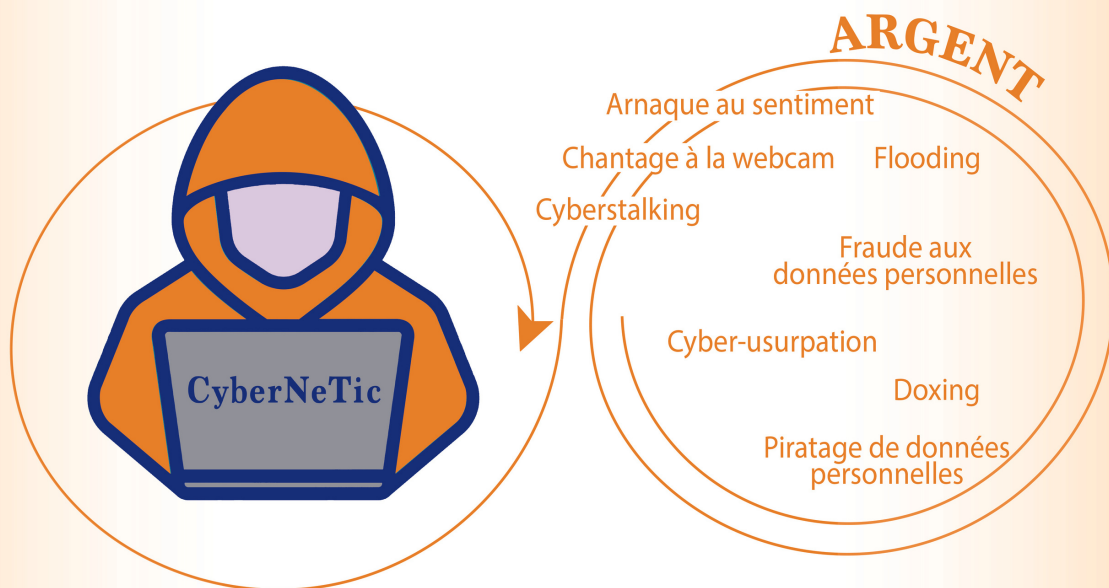 ARGENT
Arnaque au sentiment
Chantage à la webcam
Flooding
Cyberstalking
Fraude aux
données personnelles
Cyber-usurpation
CyberNeTic
Doxing
Piratage de données
personnelles